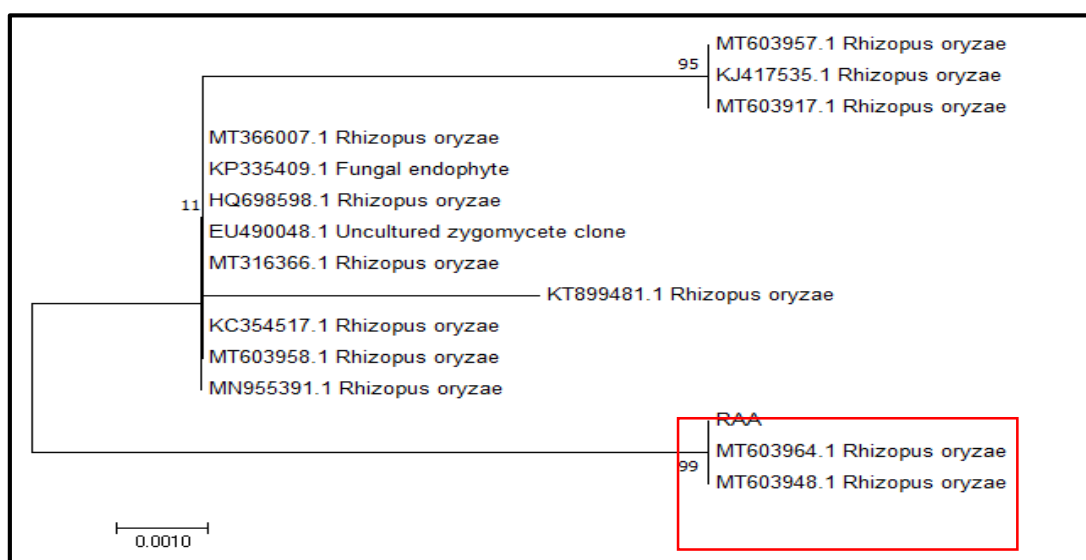 MT603957.1 Rhizopus oryzae
95
KJ417535.1 Rhizopus oryzae
MT603917.1 Rhizopus oryzae
MT366007.1 Rhizopus oryzae
KP335409.1 Fungal endophyte
11
HQ698598.1 Rhizopus oryzae
EU490048.1 Uncultured zygomycete clone
MT316366.1 Rhizopus oryzae
KT899481.1 Rhizopus oryzae
KC354517.1 Rhizopus oryzae
MT603958.1 Rhizopus oryzae
MN955391.1 Rhizopus oryzae
RAA
MT603964.1 Rhizopus oryzae
99
MT603948.1 Rhizopus oryzae
0.0010